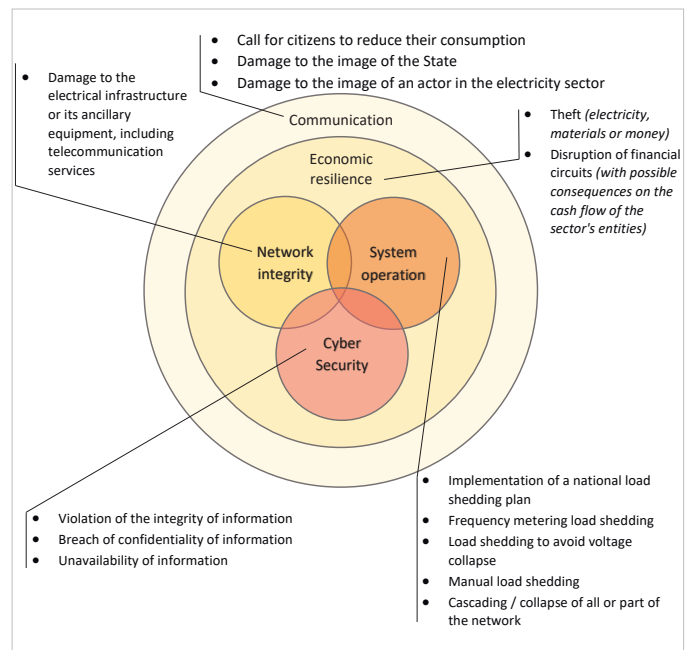 • Call for citizens to reduce their consumption
• Damage to the image of the State
• Damage to the image of an actor in the electricity sector
• Damage to the
electrical infrastructure
or its ancillary
equipment, including
telecommunication
services
Communication
• Theft (electricity,
materials or money)
• Disruption of financial
circuits (with possible
consequences on the
cash flow of the
sector's entities)
Economic
resilience
Network
integrity
System
operation
Cyber
Security
• Violation of the integrity of information
• Breach of confidentiality of information
• Unavailability of information
• Implementation of a national load
shedding plan
• Frequency metering load shedding
• Load shedding to avoid voltage
collapse
• Manual load shedding
• Cascading / collapse of all or part of
the network